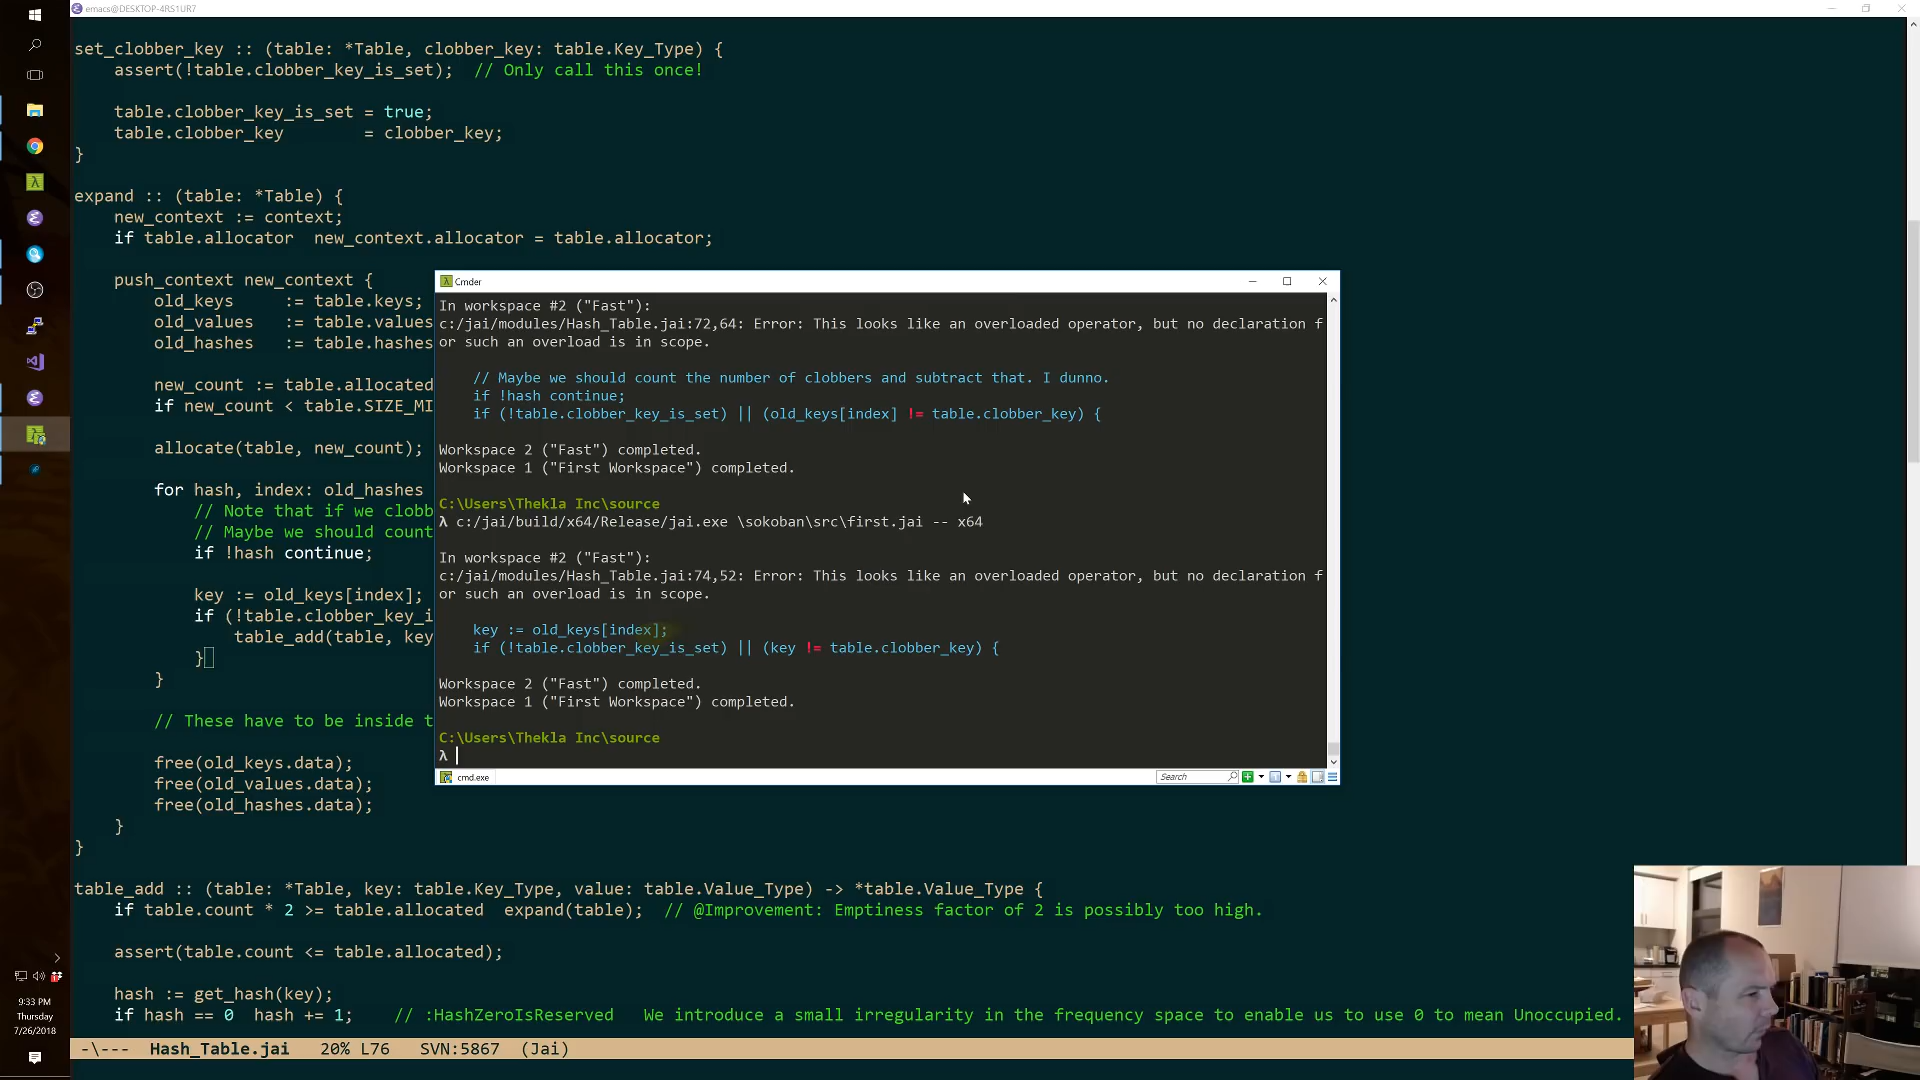 emacs@DESKTOP-4RS1UR7
set_clobber_key :: (table: *Table, clobber_key: table.Key_Type) {
assert(!table.clobber_key_is_set);  // Only call this once!
table.clobber_key_is_set = true;
table.clobber_key        = clobber_key;
}
expand :: (table: *Table) {
new_context := context;
if table.allocator  new_context.allocator = table.allocator;
push_context new_context {
old_keys     := table.keys;
old_values   := table.values
old_hashes   := table.hashes
new_count := table.allocated
if new_count < table.SIZE_MI
allocate(table, new_count);
for hash, index: old_hashes
// Note that if we clobb
// Maybe we should count
if !hash continue;
key := old_keys[index];
if (!table.clobber_key_i
table_add(table, key
}
}
// These have to be inside t
free(old_keys.data);
free(old_values.data);
free(old_hashes.data);
}
}
table_add :: (table: *Table, key: table.Key_Type, value: table.Value_Type) -> *table.Value_Type {
if table.count * 2 >= table.allocated  expand(table);  // @Improvement: Emptiness factor of 2 is possibly too high.
assert(table.count <= table.allocated);
hash := get_hash(key);
if hash == 0  hash += 1;    // :HashZeroIsReserved   We introduce a small irregularity in the frequency space to enable us to use 0 to mean Unoccupied.
-\---  Hash_Table.jai   20% L76   SVN:5867  (Jai)
Cmder
In workspace #2 ("Fast"):
c:/jai/modules/Hash_Table.jai:72,64: Error: This looks like an overloaded operator, but no declaration f
or such an overload is in scope.
// Maybe we should count the number of clobbers and subtract that. I dunno.
if !hash continue;
if (!table.clobber_key_is_set) || (old_keys[index] != table.clobber_key) {
Workspace 2 ("Fast") completed.
Workspace 1 ("First Workspace") completed.
C:\Users\Thekla Inc\source
λ c:/jai/build/x64/Release/jai.exe \sokoban\src\first.jai -- x64
In workspace #2 ("Fast"):
c:/jai/modules/Hash_Table.jai:74,52: Error: This looks like an overloaded operator, but no declaration f
or such an overload is in scope.
key := old_keys[index];
if (!table.clobber_key_is_set) || (key != table.clobber_key) {
Workspace 2 ("Fast") completed.
Workspace 1 ("First Workspace") completed.
C:\Users\Thekla Inc\source
λ
cmd.exe
Search
9:33 PM
Thursday
7/26/2018